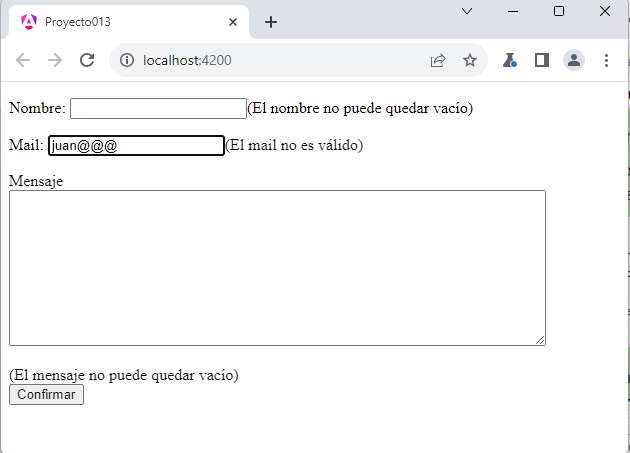 Proyecto013
localhost:4200
Nombre: (El nombre no puede quedar vacío)
Mail: juan@@@(El mail no es válido)
Mensaje
(El mensaje no puede quedar vacío)
Confirmar